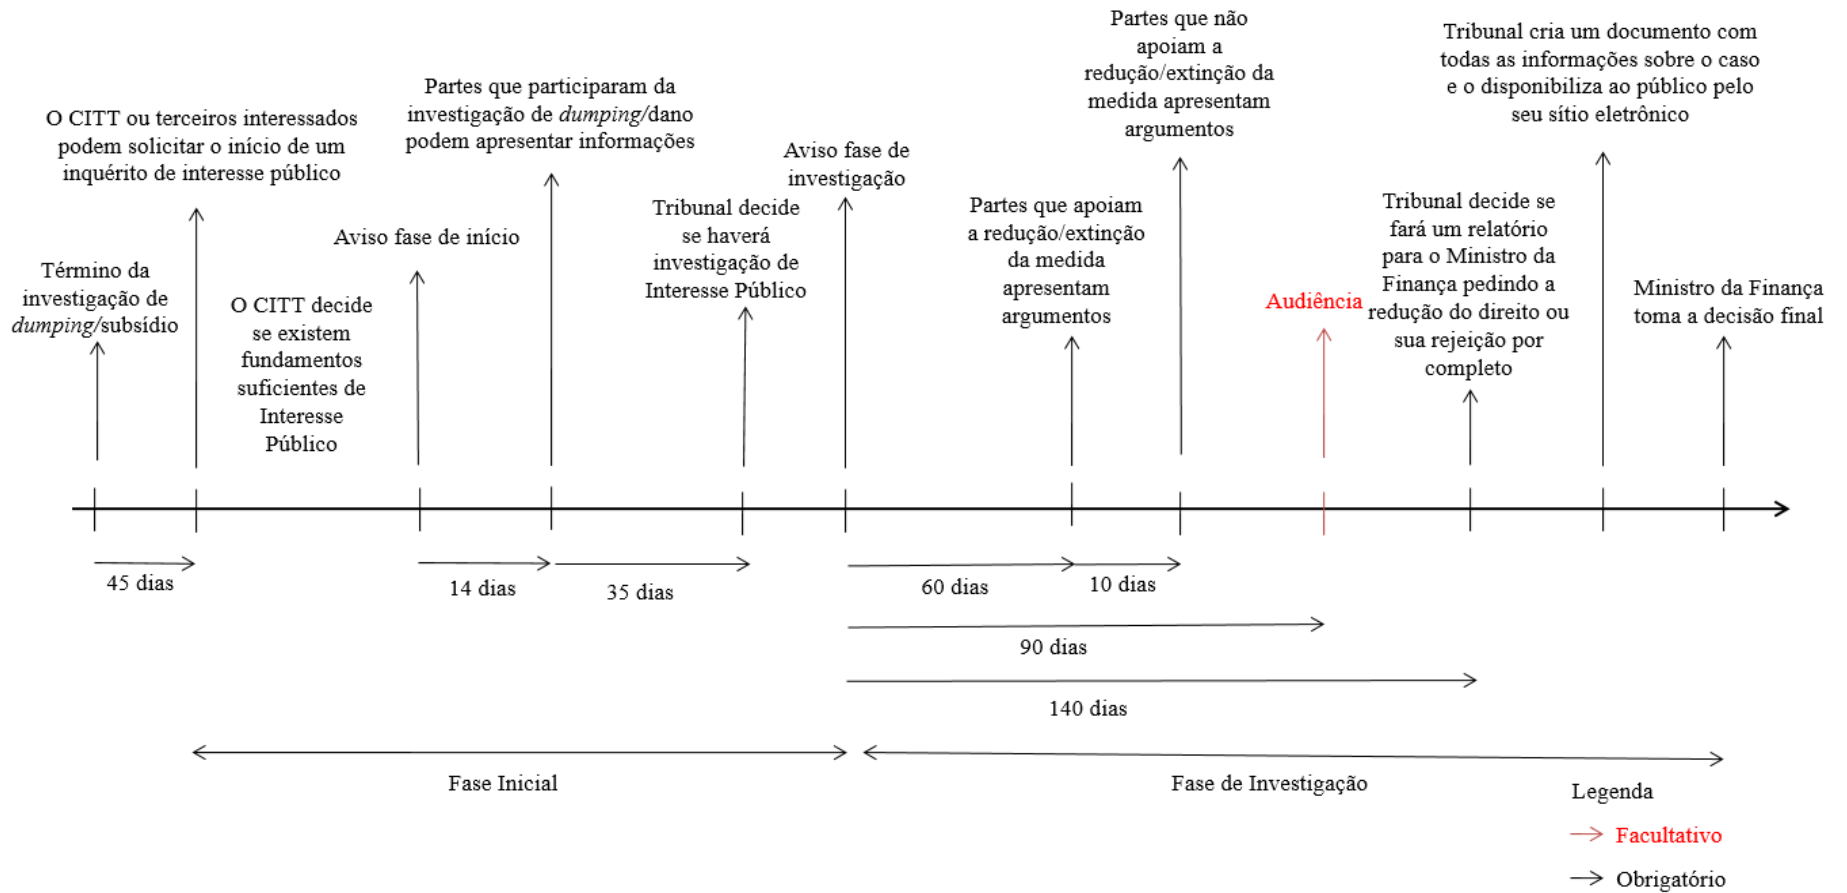 Término da
investigação de
dumping/subsídio
O CITT ou terceiros interessados
podem solicitar o início de um
inquérito de interesse público
O CITT decide
se existem
fundamentos
suficientes de
Interesse
Público
Aviso fase de início
Partes que participaram da
investigação de dumping/dano
podem apresentar informações
Tribunal decide
se haverá
investigação de
Interesse Público
Aviso fase de
investigação
Partes que apoiam
a redução/extinção
da medida
apresentam
argumentos
Partes que não
apoiam a
redução/extinção da
medida apresentam
argumentos
Audiência
Tribunal decide se
fará um relatório
para o Ministro da
Finança pedindo a
redução do direito ou
sua rejeição por
completo
Tribunal cria um documento com
todas as informações sobre o caso
e o disponibiliza ao público pelo
seu sítio eletrônico
Ministro da Finança
toma a decisão final
45 dias
14 dias
35 dias
60 dias
10 dias
90 dias
140 dias
Fase Inicial
Fase de Investigação
Legenda
Facultativo
Obrigatório